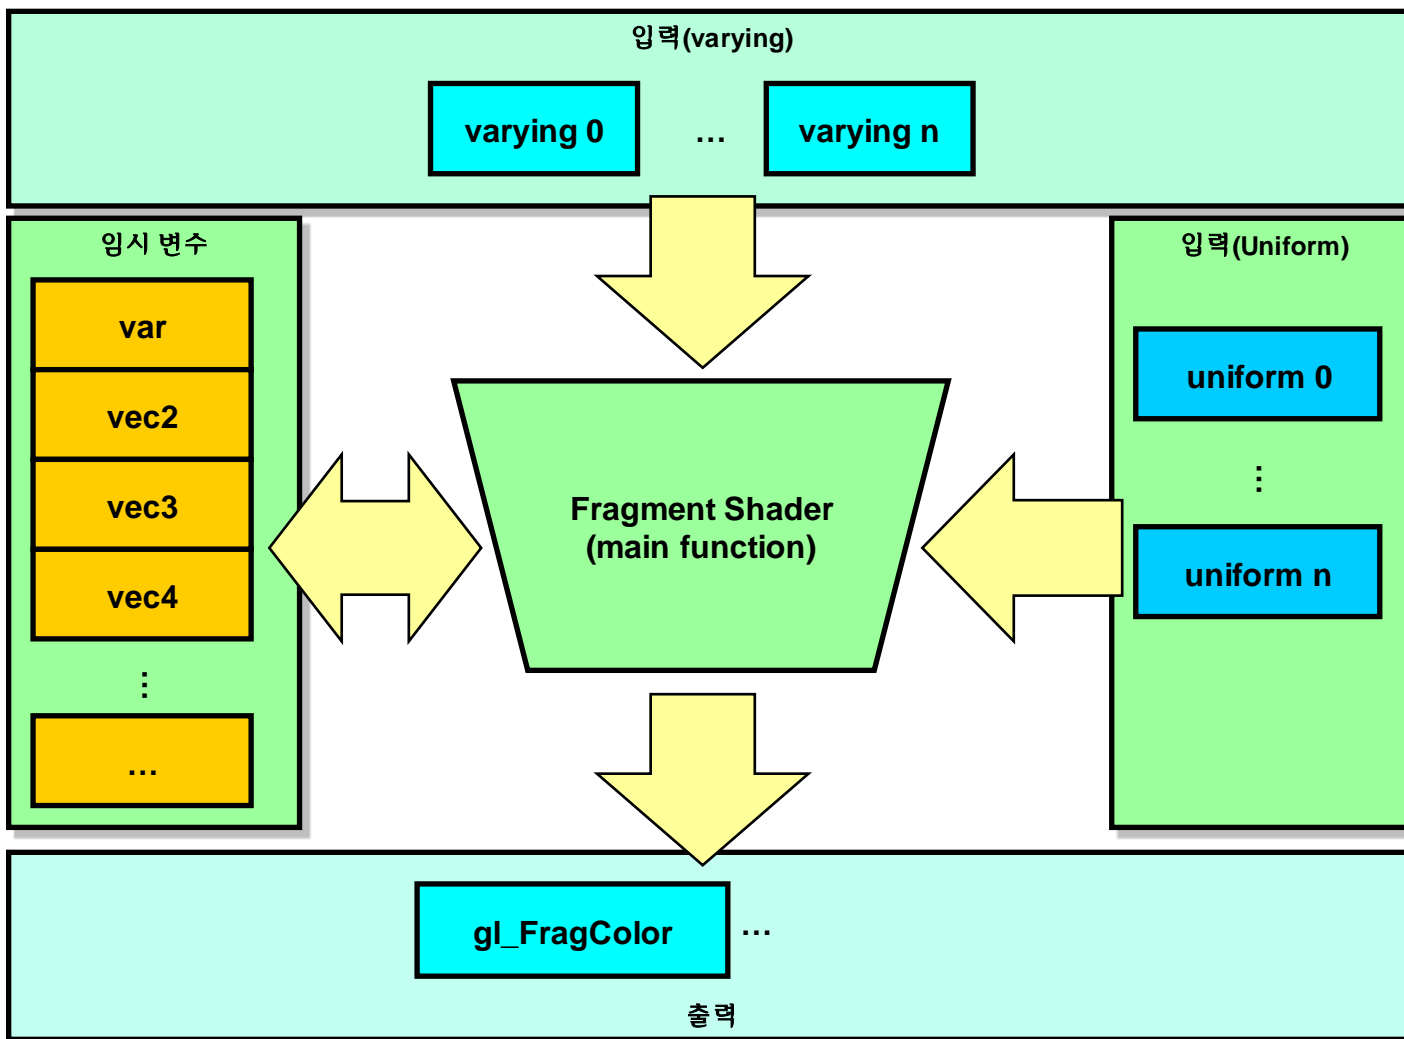 입력(varying)
varying 0
...
varying n
임시 변수
var
vec2
vec3
vec4
...
...
Fragment Shader
(main function)
입력(Uniform)
uniform 0
...
uniform n
gl_FragColor
...
출력